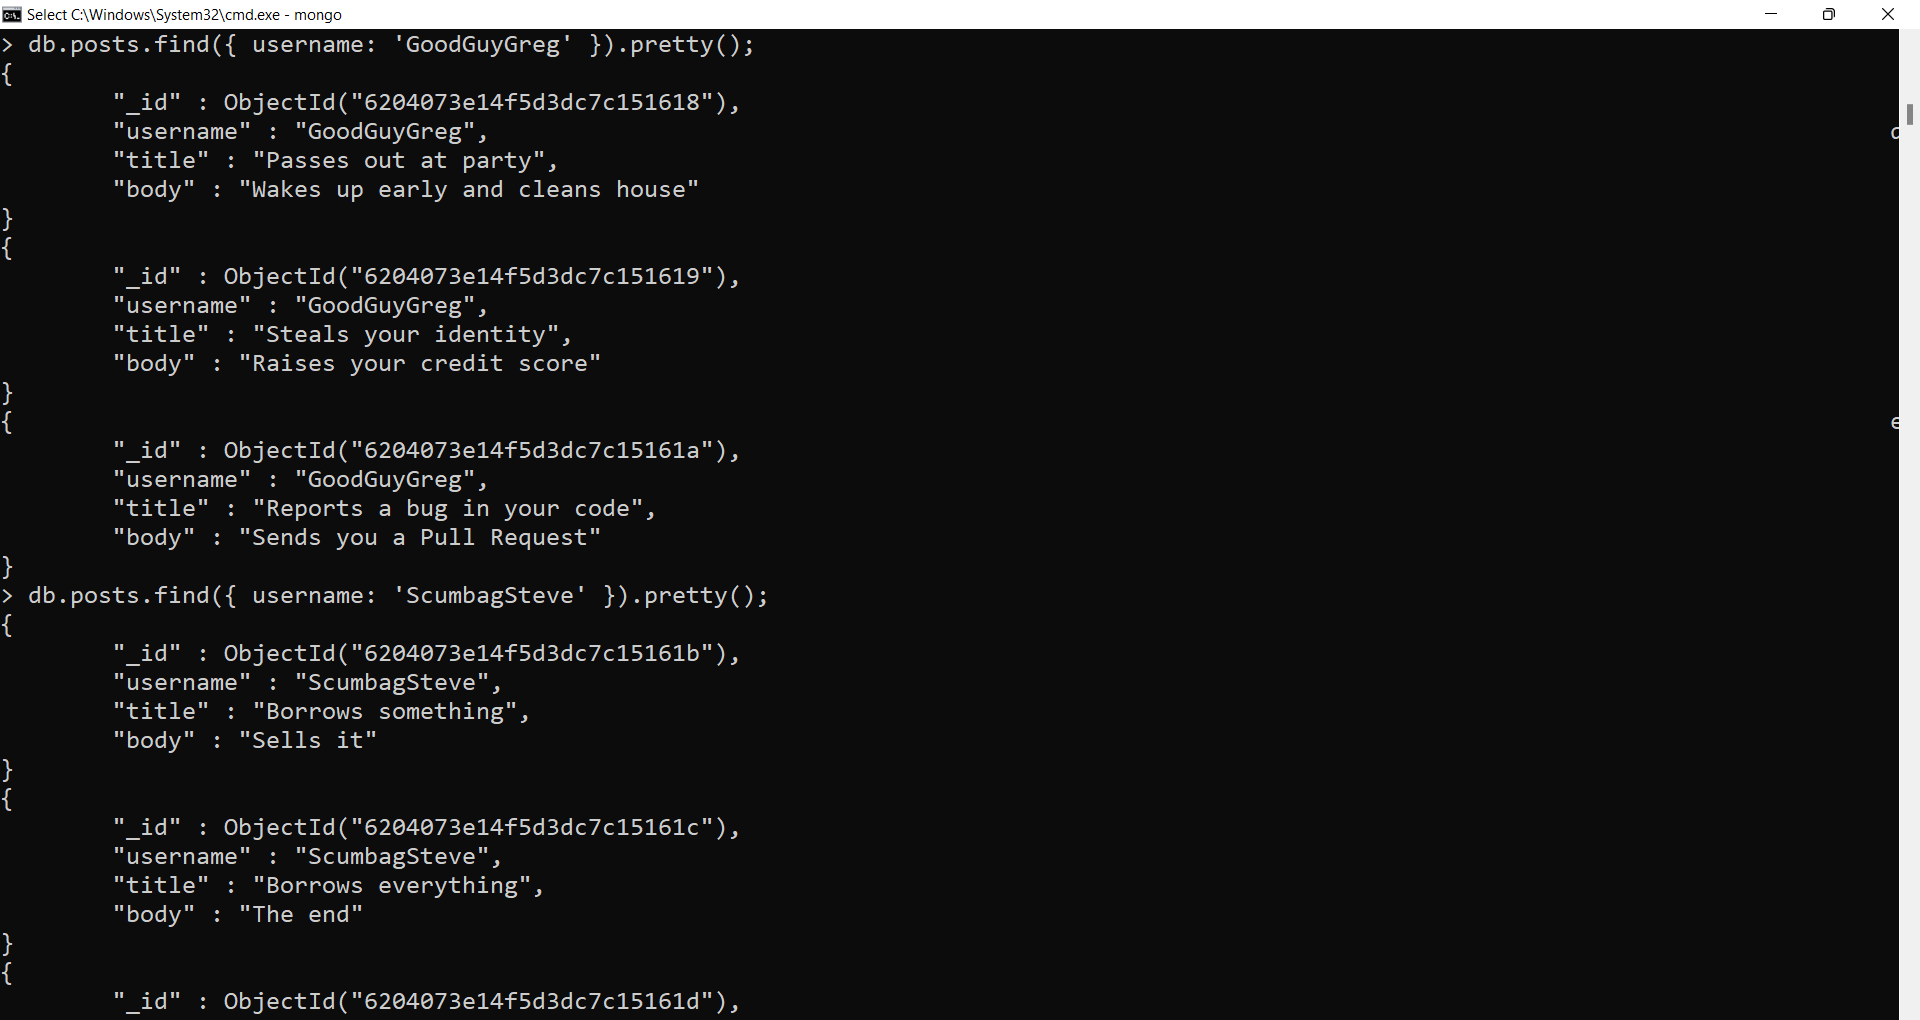 Select C:\Windows\System32\cmd.exe - mongo
> db.posts.find({ username: 'GoodGuyGreg' }).pretty();
{
"_id" : ObjectId("6204073e14f5d3dc7c151618"),
"username" : "GoodGuyGreg",
"title" : "Passes out at party",
"body" : "Wakes up early and cleans house"
}
{
"_id" : ObjectId("6204073e14f5d3dc7c151619"),
"username" : "GoodGuyGreg",
"title" : "Steals your identity",
"body" : "Raises your credit score"
}
{
"_id" : ObjectId("6204073e14f5d3dc7c15161a"),
"username" : "GoodGuyGreg",
"title" : "Reports a bug in your code",
"body" : "Sends you a Pull Request"
}
> db.posts.find({ username: 'ScumbagSteve' }).pretty();
{
"_id" : ObjectId("6204073e14f5d3dc7c15161b"),
"username" : "ScumbagSteve",
"title" : "Borrows something",
"body" : "Sells it"
}
{
"_id" : ObjectId("6204073e14f5d3dc7c15161c"),
"username" : "ScumbagSteve",
"title" : "Borrows everything",
"body" : "The end"
}
{
"_id" : ObjectId("6204073e14f5d3dc7c15161d"),